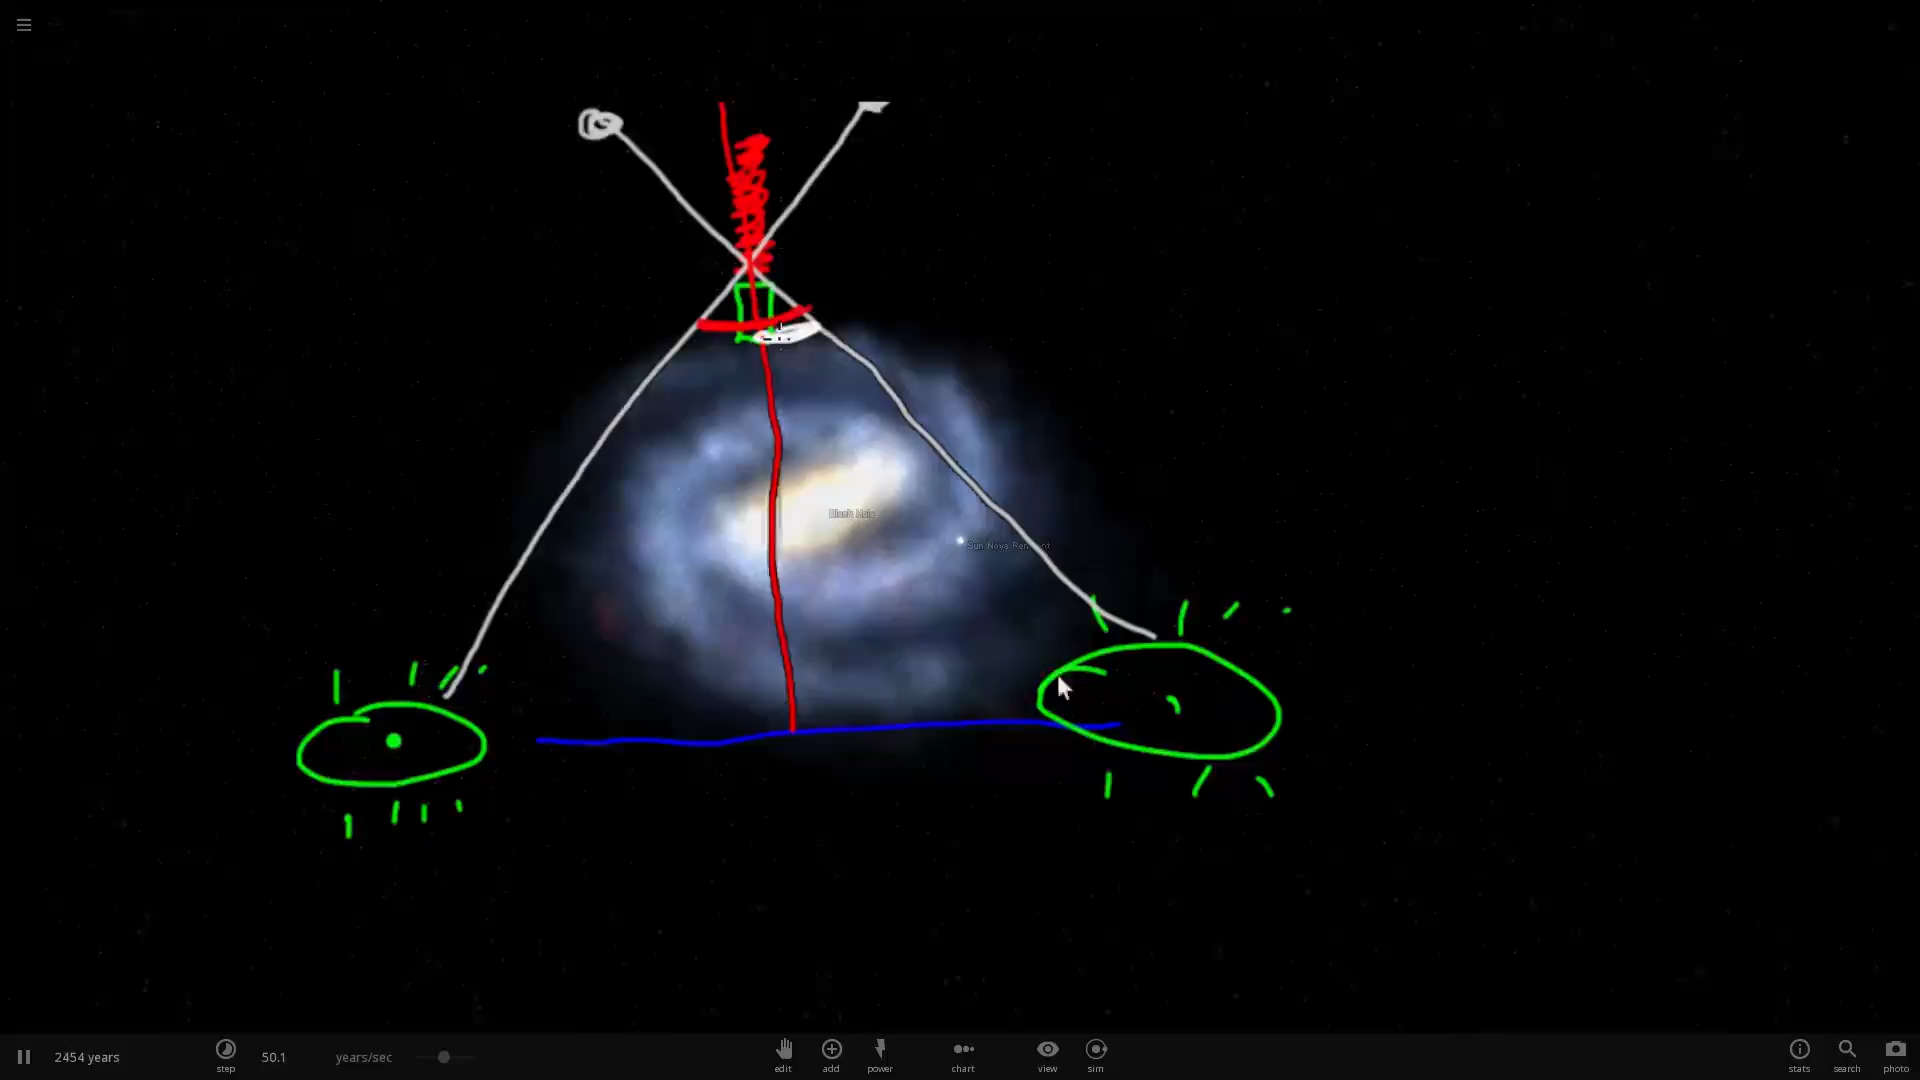 Black Hole
Sun Nova Remnant
2454 years
step
50.1
years/sec
edit
add
power
chart
view
sim
stats
search
photo